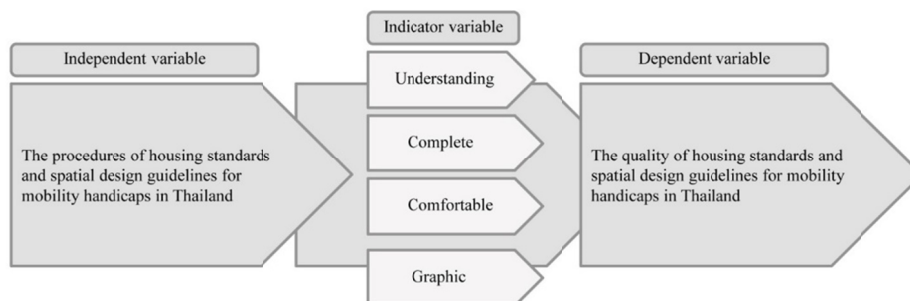 Indicator variable
Independent variable
Dependent variable
Understanding
Complete
Comfortable
Graphic
The procedures of housing standards
and spatial design guidelines for
mobility handicaps in Thailand
The quality of housing standards and
spatial design guidelines for mobility
handicaps in Thailand